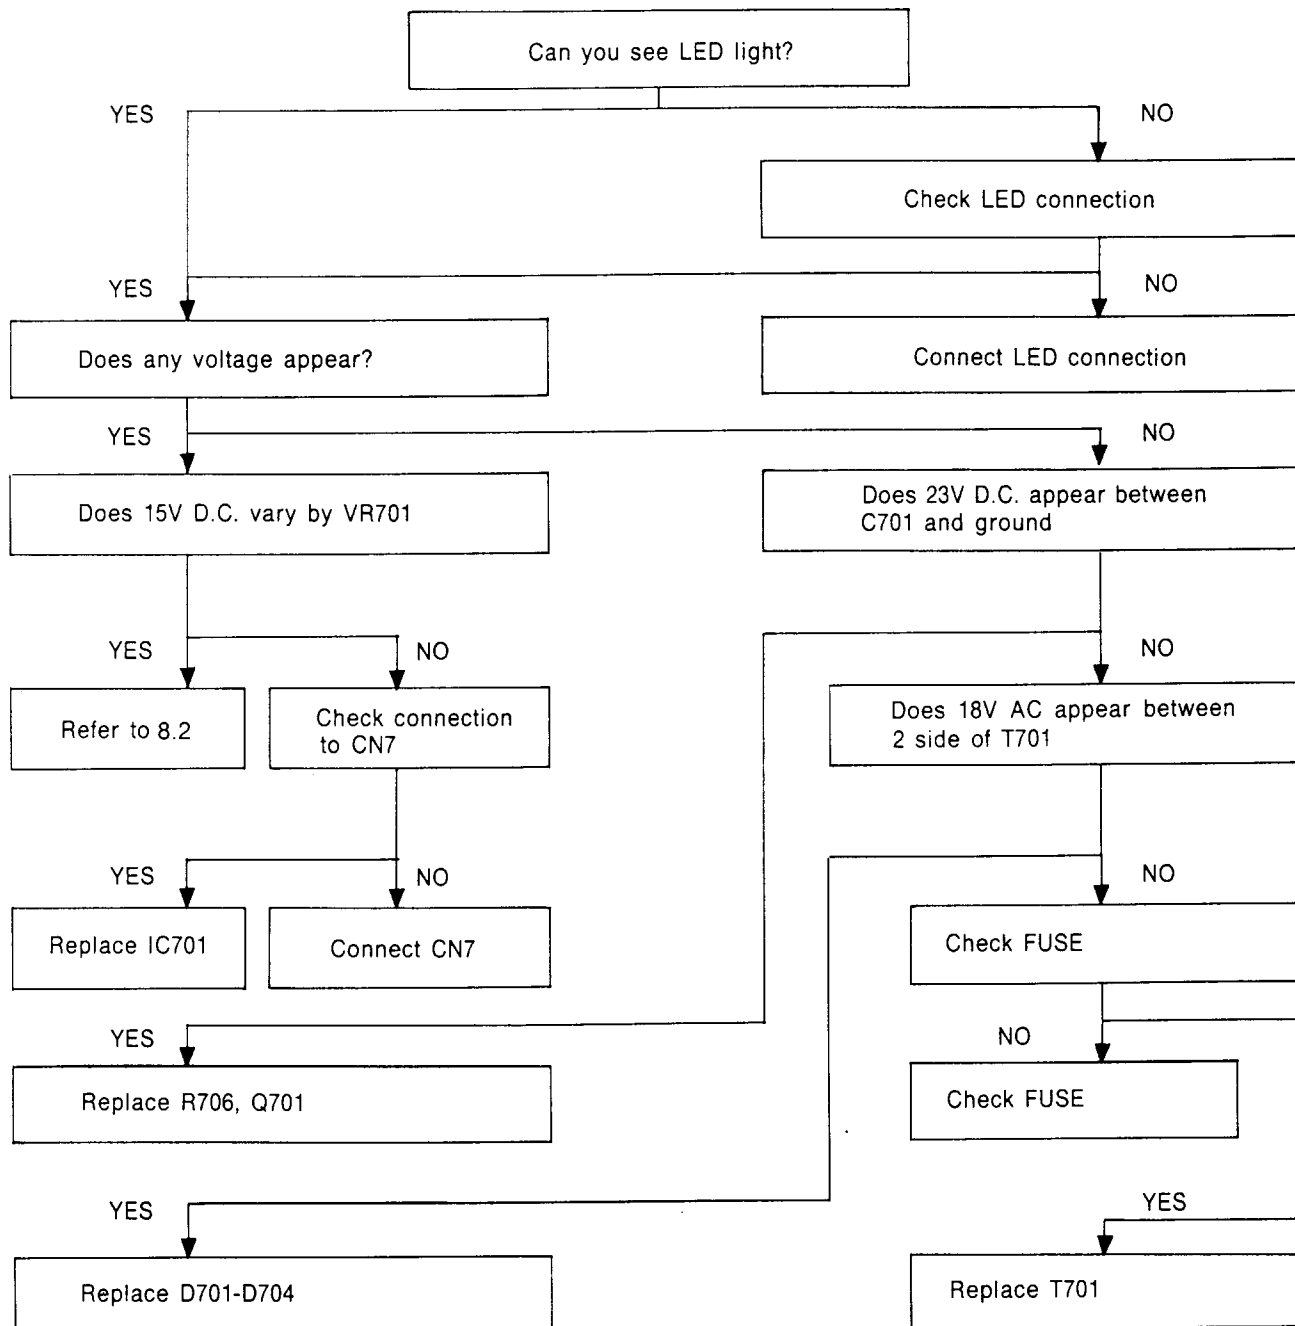 Can you see LED light?
YES
NO
Check LED connection
YES
NO
Does any voltage appear?
Connect LED connection
YES
NO
Does 15V D.C. vary by VR701
Does 23V D.C. appear between
C701 and ground
YES
NO
NO
Refer to 8.2
Check connection
to CN7
Does 18V AC appear between
2 side of T701
YES
NO
NO
Replace IC701
Connect CN7
Check FUSE
YES
NO
Replace R706, Q701
Check FUSE
YES
YES
Replace D701-D704
Replace T701